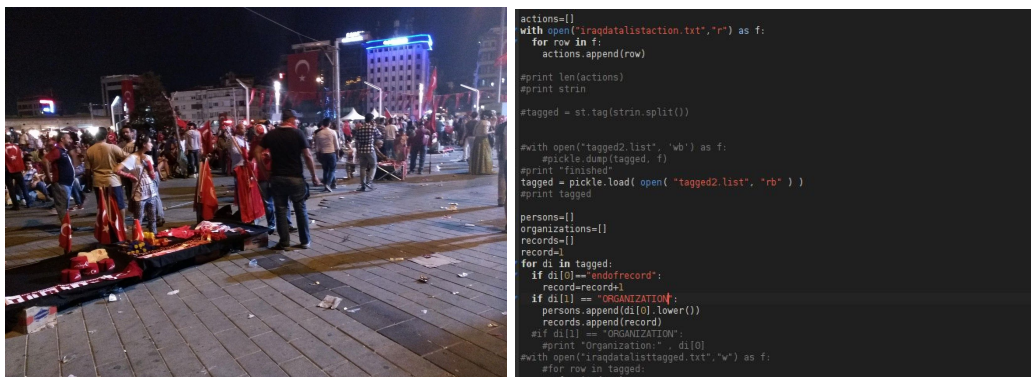 actions=[]
with open("iraqdatalistaction.txt","r") as f:
  for row in f:
    actions.append(row)
#print len(actions)
#print strin
#tagged = st.tag(strin.split())
#with open("tagged2.list", 'wb') as f:
    #pickle.dump(tagged, f)
#print "finished"
tagged = pickle.load( open( "tagged2.list", "rb" ) )
#print tagged
persons=[]
organizations=[]
records=[]
record=1
for di in tagged:
  if di[0]=="endofrecord":
    record=record+1
  if di[1] == "ORGANIZATION":
    persons.append(di[0].lower())
    records.append(record)
  #if di[1] == "ORGANIZATION":
    #print "Organization:" , di[0]
#with open("iraqdatalisttagged.txt","w") as f:
    #for row in tagged: